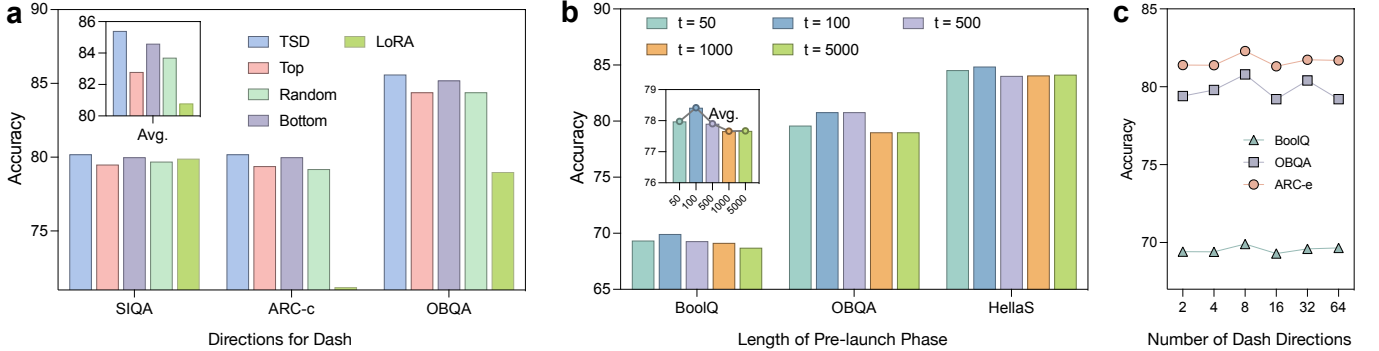 a
90
85
80
75
Accuracy
86
84
82
80
Avg.
TSD
LoRA
Top
Random
Bottom
SIQA
ARC-c
OBQA
Directions for Dash
b
90
85
80
75
70
65
Accuracy
t = 50
t = 100
t = 500
t = 1000
t = 5000
79
78
77
76
Avg.
50
100
500
1000
5000
BoolQ
OBQA
HellaS
Length of Pre-launch Phase
c
85
80
75
70
Accuracy
BoolQ
OBQA
ARC-e
2
4
8
16
32
64
Number of Dash Directions